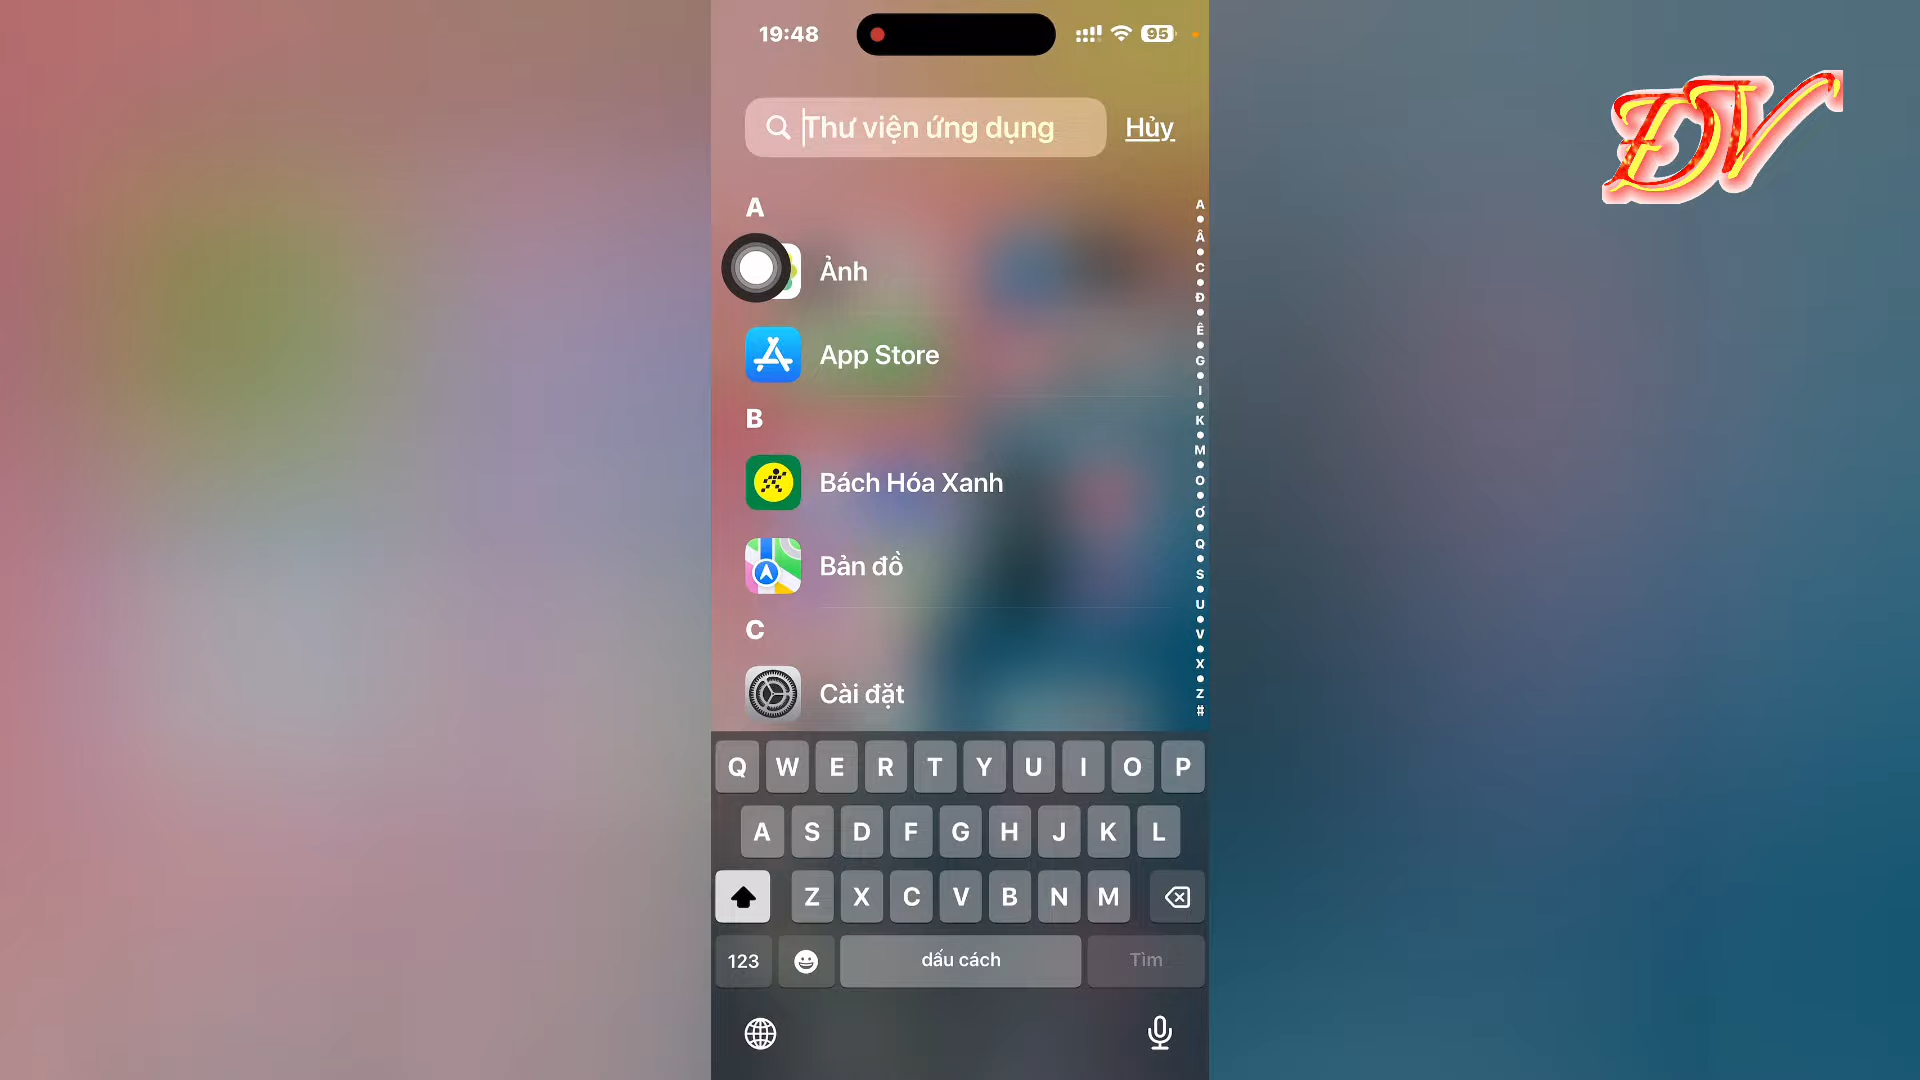 19:48
95
ĐV
Thư viện ứng dụng
Hủy
A
Ảnh
App Store
B
Bách Hóa Xanh
Bản đồ
C
Cài đặt
A
Â
C
Đ
Ê
G
I
K
M
O
Ơ
Q
S
U
V
X
Z
#
Q W E R T Y U I O P
A S D F G H J K L
Z X C V B N M
123
dấu cách
Tìm